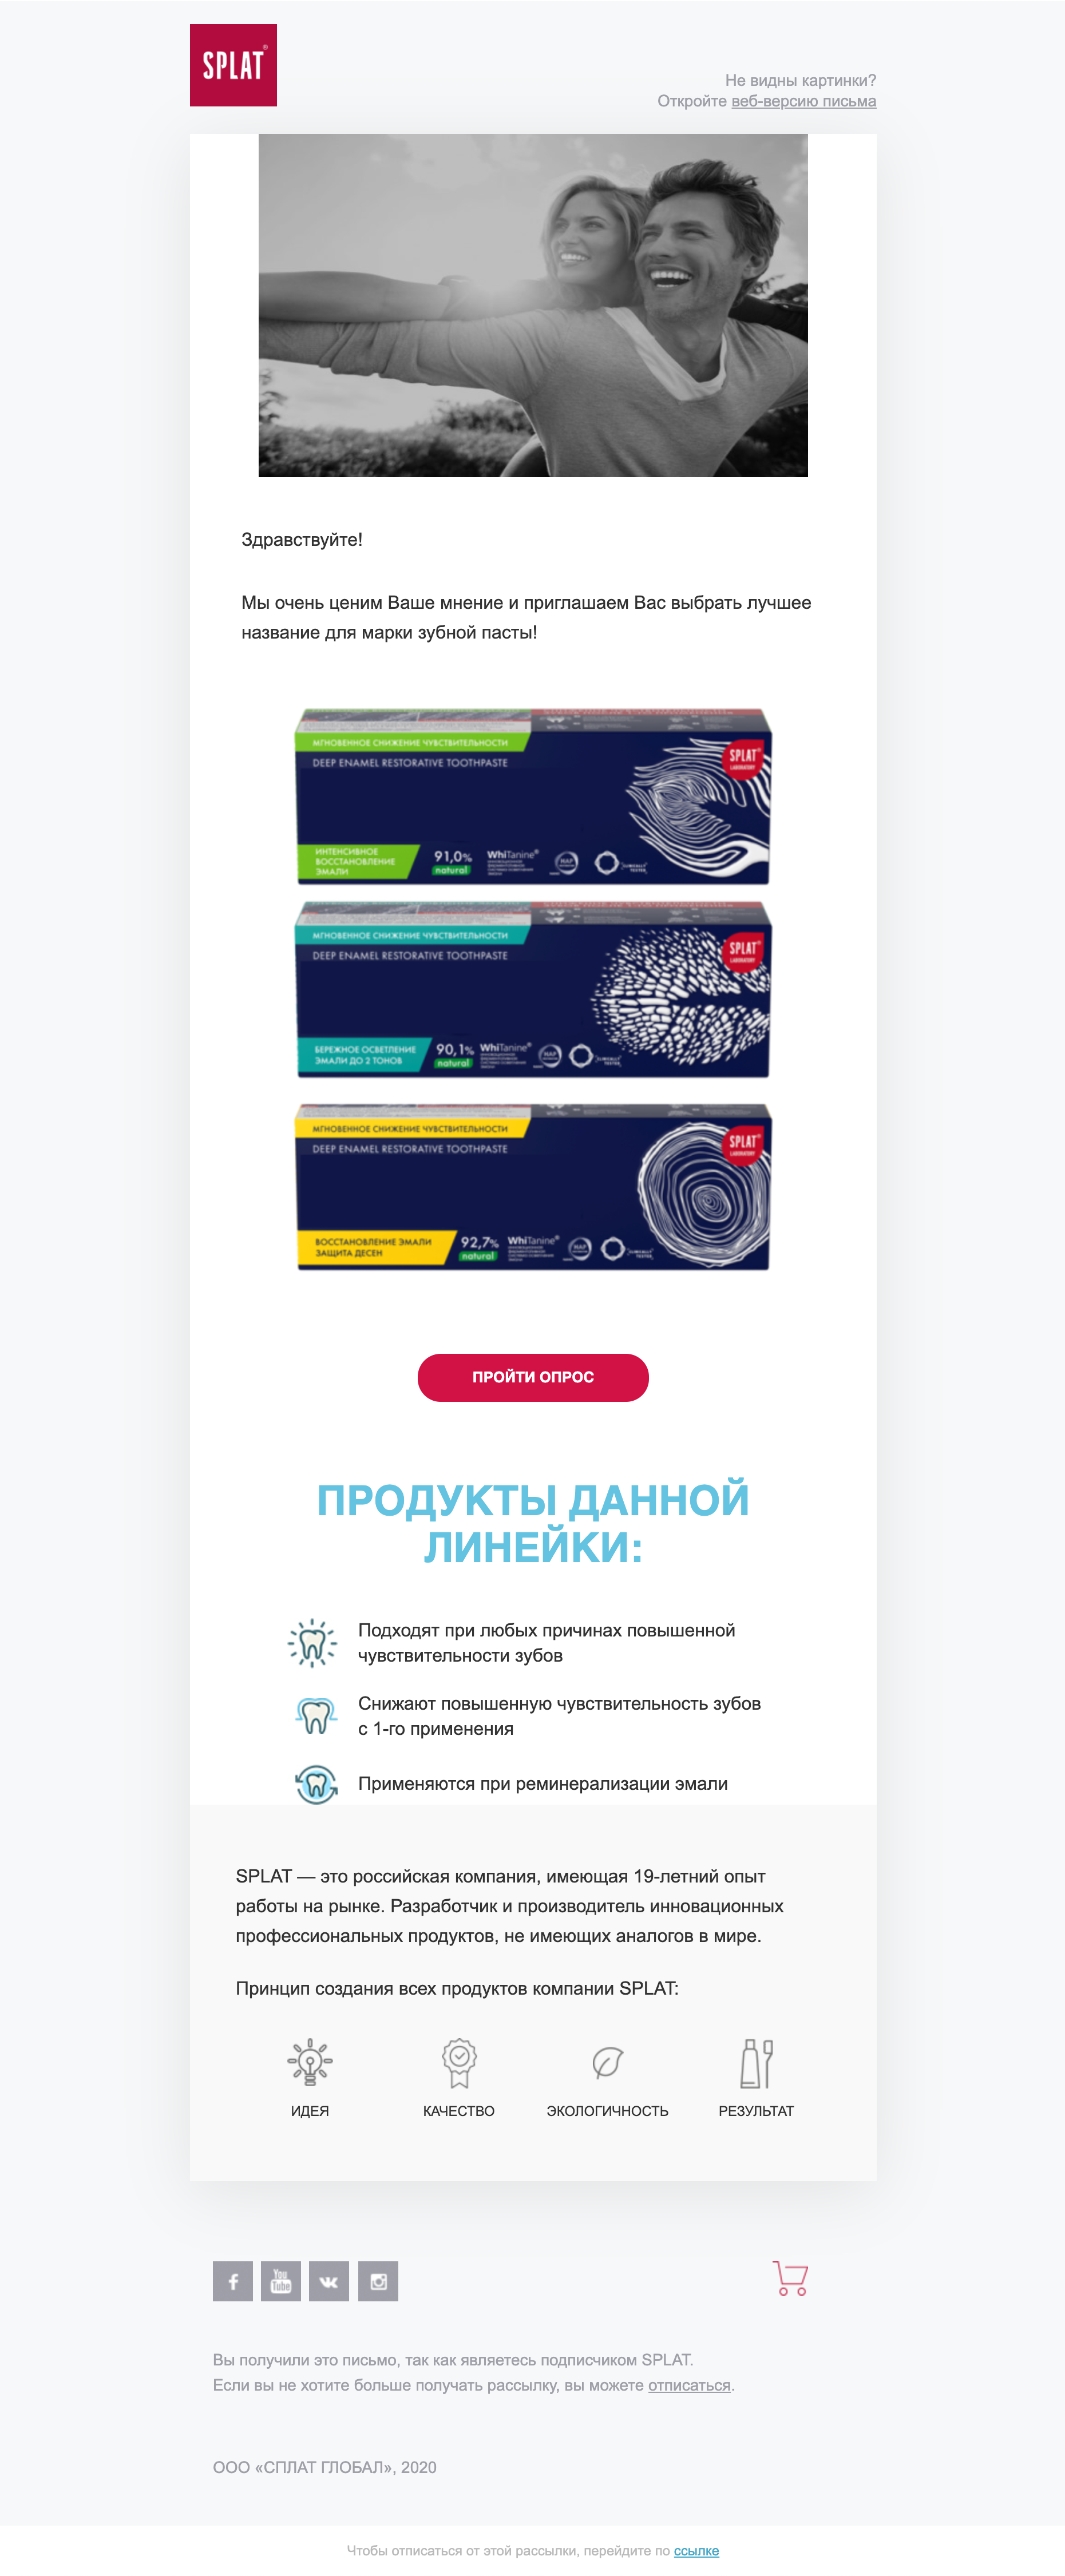 SPLAT®
Не видны картинки?
Откройте веб-версию письма
Здравствуйте!
Мы очень ценим Ваше мнение и приглашаем Вас выбрать лучшее
название для марки зубной пасты!
МГНОВЕННОЕ СНИЖЕНИЕ ЧУВСТВИТЕЛЬНОСТИ
DEEP ENAMEL RESTORATIVE TOOTHPASTE
SPLAT®
LABORATORY
ИНТЕНСИВНОЕ
ВОССТАНОВЛЕНИЕ
ЭМАЛИ
91,0%
natural
WhiTanine®
HAP
МГНОВЕННОЕ СНИЖЕНИЕ ЧУВСТВИТЕЛЬНОСТИ
DEEP ENAMEL RESTORATIVE TOOTHPASTE
SPLAT®
LABORATORY
БЕРЕЖНОЕ ОСВЕТЛЕНИЕ
ЭМАЛИ ДО 2 ТОНОВ
90,1%
natural
WhiTanine®
HAP
МГНОВЕННОЕ СНИЖЕНИЕ ЧУВСТВИТЕЛЬНОСТИ
DEEP ENAMEL RESTORATIVE TOOTHPASTE
SPLAT®
LABORATORY
ВОССТАНОВЛЕНИЕ ЭМАЛИ
ЗАЩИТА ДЕСЕН
92,7%
natural
WhiTanine®
HAP
ПРОЙТИ ОПРОС
ПРОДУКТЫ ДАННОЙ
ЛИНЕЙКИ:
Подходят при любых причинах повышенной
чувствительности зубов
Снижают повышенную чувствительность зубов
с 1-го применения
Применяются при реминерализации эмали
SPLAT — это российская компания, имеющая 19-летний опыт
работы на рынке. Разработчик и производитель инновационных
профессиональных продуктов, не имеющих аналогов в мире.
Принцип создания всех продуктов компании SPLAT:
ИДЕЯ
КАЧЕСТВО
ЭКОЛОГИЧНОСТЬ
РЕЗУЛЬТАТ
You
Tube
Вы получили это письмо, так как являетесь подписчиком SPLAT.
Если вы не хотите больше получать рассылку, вы можете отписаться.
ООО «СПЛАТ ГЛОБАЛ», 2020
Чтобы отписаться от этой рассылки, перейдите по ссылке